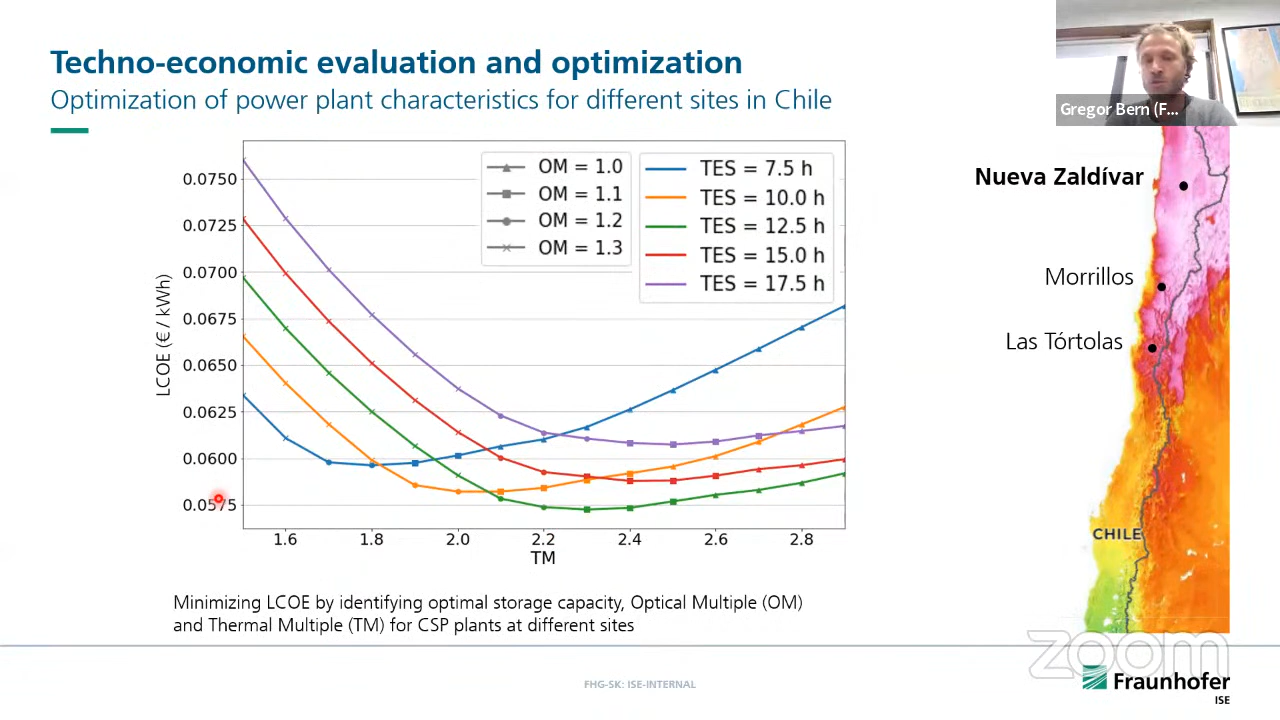 Techno-economic evaluation and optimization
Optimization of power plant characteristics for different sites in Chile
Gregor Bern (F...
OM = 1.0
OM = 1.1
OM = 1.2
OM = 1.3
TES = 7.5 h
TES = 10.0 h
TES = 12.5 h
TES = 15.0 h
TES = 17.5 h
0.0750
0.0725
0.0700
0.0675
0.0650
0.0625
0.0600
0.0575
LCOE (€ / kWh)
1.6 1.8 2.0 2.2 2.4 2.6 2.8
TM
Nueva Zaldívar
Morrillos
Las Tórtolas
CHILE
Minimizing LCOE by identifying optimal storage capacity, Optical Multiple (OM)
and Thermal Multiple (TM) for CSP plants at different sites
zoom
FHG-SK: ISE-INTERNAL
Fraunhofer
ISE